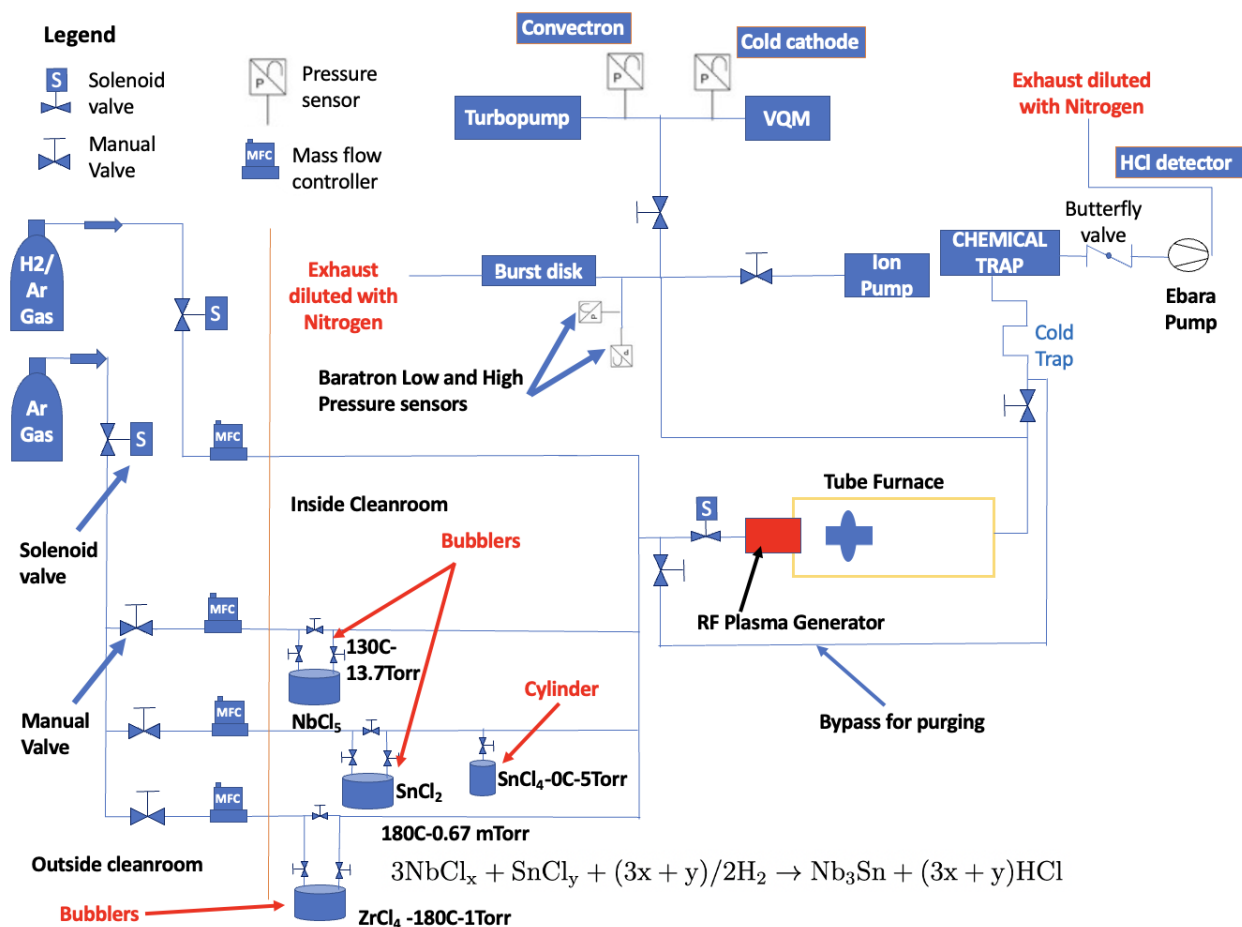 Legend
S
Solenoid
valve
Manual
Valve
P
Pressure
sensor
MFC
Mass flow
controller
Convectron
Cold cathode
P
P
Turbopump
VQM
Exhaust diluted
with Nitrogen
HCl detector
Butterfly
valve
CHEMICAL
TRAP
Ebara
Pump
Cold
Trap
H2/
Ar
Gas
S
Ar
Gas
S
Exhaust
diluted with
Nitrogen
Burst disk
Ion
Pump
P
P
Baratron Low and High
Pressure sensors
MFC
Solenoid
valve
Inside Cleanroom
Bubblers
Tube Furnace
S
RF Plasma Generator
MFC
130C-
13.7Torr
NbCl5
Manual
Valve
MFC
Cylinder
SnCl2
SnCl4-0C-5Torr
Bypass for purging
MFC
180C-0.67 mTorr
Outside cleanroom
3NbClx + SnCly + (3x + y)/2H2 → Nb3Sn + (3x + y)HCl
Bubblers
ZrCl4 -180C-1Torr